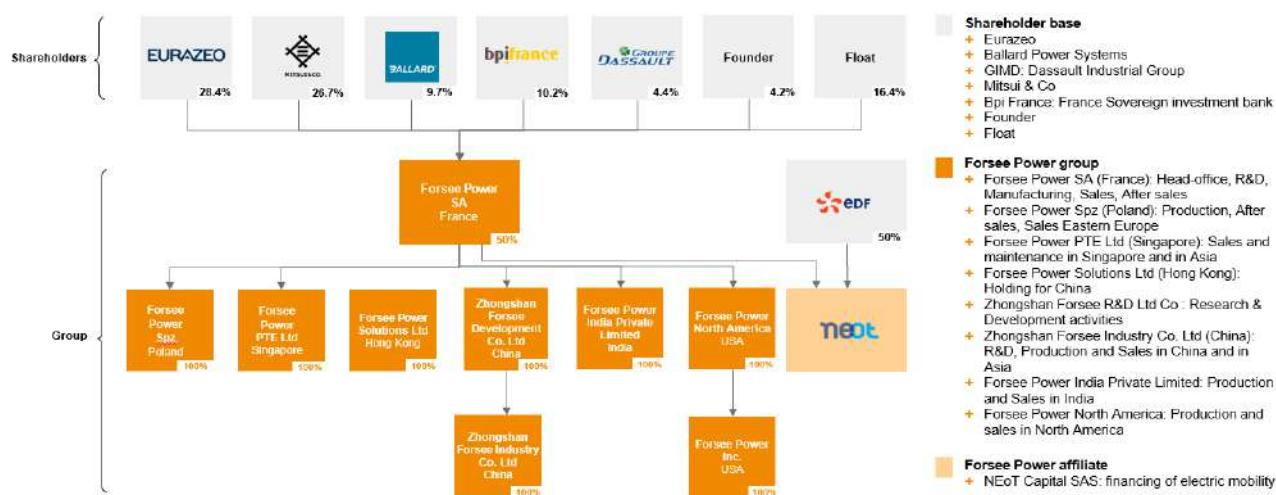 Shareholders
EURAZEO
28.4%
MITSUI&CO.
26.7%
BALLARD
9.7%
bpifrance
10.2%
GROUPE
DASSAULT
4.4%
Founder
4.2%
Float
16.4%
Group
Forsee Power
SA
France
50%
eDF
50%
Forsee
Power
Spz.
Poland
100%
Forsee
Power
PTE Ltd
Singapore
100%
Forsee Power
Solutions Ltd
Hong Kong
100%
Zhongshan
Forsee
Development
Co. Ltd
China
100%
Forsee Power
India Private
Limited
India
100%
Forsee Power
North America
USA
100%
neot
Zhongshan
Forsee Industry
Co. Ltd
China
100%
Forsee Power
Inc.
USA
100%
Shareholder base
+ Eurazeo
+ Ballard Power Systems
+ GIMD: Dassault Industrial Group
+ Mitsui & Co
+ Bpi France: France Sovereign investment bank
+ Founder
+ Float
Forsee Power group
+ Forsee Power SA (France): Head-office, R&D,
Manufacturing, Sales, After sales
+ Forsee Power Spz (Poland): Production, After
sales, Sales Eastern Europe
+ Forsee Power PTE Ltd (Singapore): Sales and
maintenance in Singapore and in Asia
+ Forsee Power Solutions Ltd (Hong Kong):
Holding for China
+ Zhongshan Forsee R&D Ltd Co : Research &
Development activities
+ Zhongshan Forsee Industry Co. Ltd (China):
R&D, Production and Sales in China and in
Asia
+ Forsee Power India Private Limited: Production
and Sales in India
+ Forsee Power North America: Production and
sales in North America
Forsee Power affiliate
+ NEoT Capital SAS: financing of electric mobility